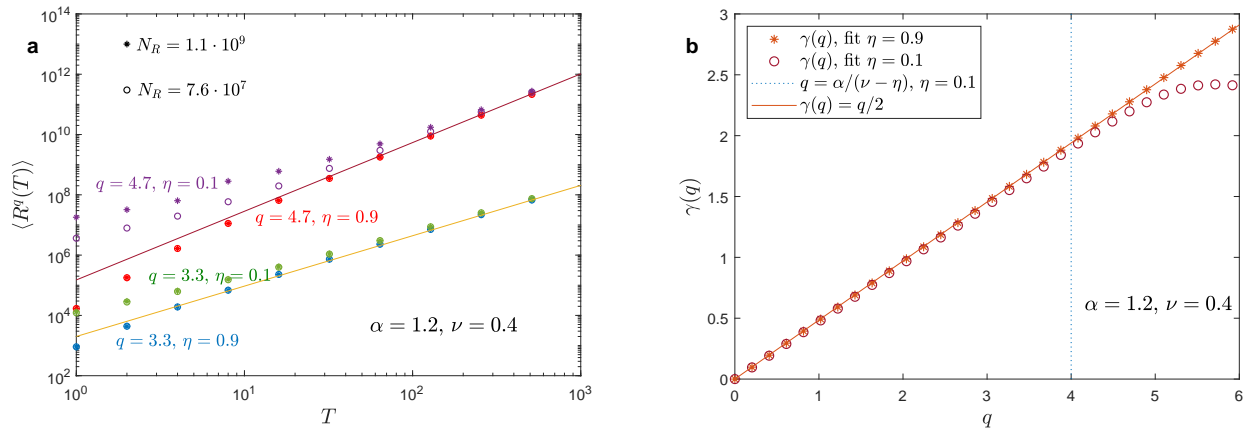 a
N_R = 1.1 · 10^9
N_R = 7.6 · 10^7
10^14
10^12
10^10
10^8
10^6
10^4
10^2
⟨R^q(T)⟩
q = 4.7, η = 0.1
q = 4.7, η = 0.9
q = 3.3, η = 0.1
q = 3.3, η = 0.9
α = 1.2, ν = 0.4
10^0
10^1
10^2
10^3
T
b
γ(q), fit η = 0.9
γ(q), fit η = 0.1
q = α/(ν − η), η = 0.1
γ(q) = q/2
3
2.5
2
1.5
1
0.5
0
γ(q)
α = 1.2, ν = 0.4
0
1
2
3
4
5
6
q